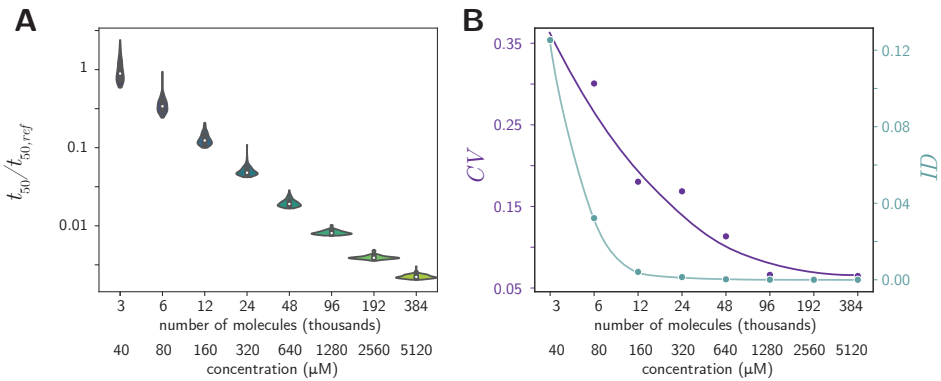 A
B
t50/t50,ref
1
0.1
0.01
3 6 12 24 48 96 192 384
number of molecules (thousands)
40 80 160 320 640 1280 2560 5120
concentration (μM)
CV
0.35
0.25
0.15
0.05
ID
0.12
0.08
0.04
0.00
3 6 12 24 48 96 192 384
number of molecules (thousands)
40 80 160 320 640 1280 2560 5120
concentration (μM)